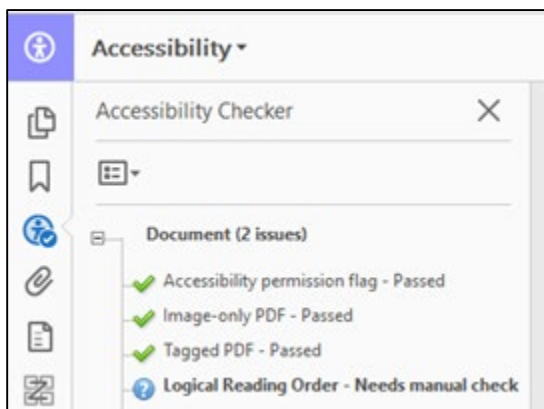 Accessibility
Accessibility Checker
Document (2 issues)
Accessibility permission flag - Passed
Image-only PDF - Passed
Tagged PDF - Passed
Logical Reading Order - Needs manual check